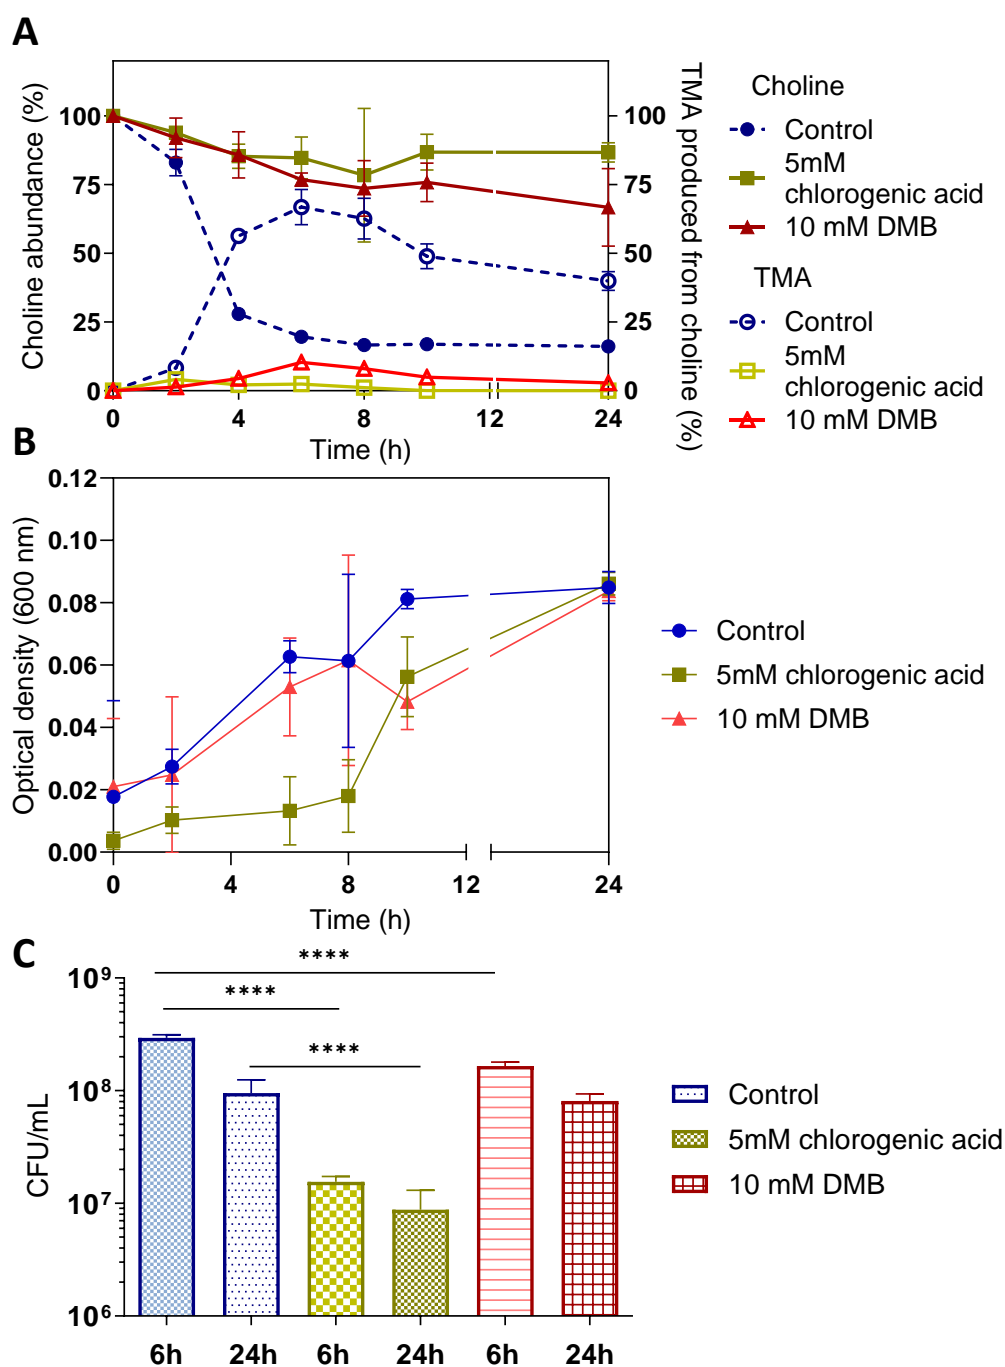 A
Choline abundance (%)
100
75
50
25
0
100
75
50
25
0
TMA produced from choline (%)
0 4 8 12 24
Time (h)
Choline
Control
5mM
chlorogenic acid
10 mM DMB
TMA
Control
5mM
chlorogenic acid
10 mM DMB
B
Optical density (600 nm)
0.12
0.10
0.08
0.06
0.04
0.02
0.00
0 4 8 12 24
Time (h)
Control
5mM chlorogenic acid
10 mM DMB
C
CFU/mL
10⁹
10⁸
10⁷
10⁶
****
****
****
6h 24h 6h 24h 6h 24h
Control
5mM chlorogenic acid
10 mM DMB